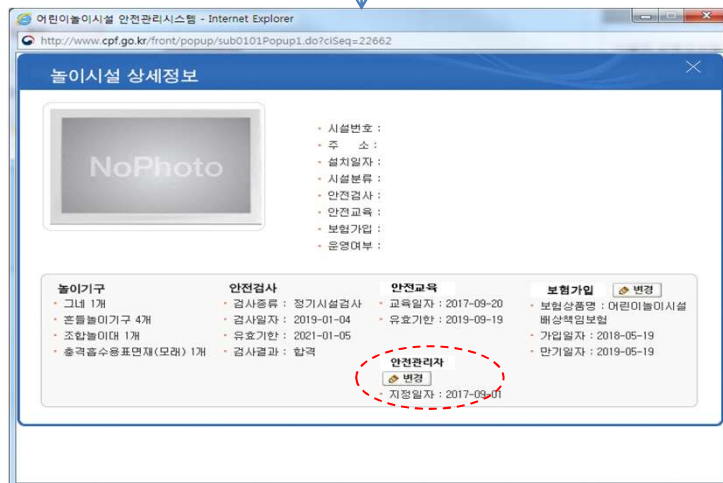 어린이놀이시설 안전관리시스템 - Internet Explorer
http://www.cpf.go.kr/front/popup/sub0101Popup1.do?ciSeq=22662
놀이시설 상세정보
NoPhoto
시설번호 :
주 소 :
설치일자 :
시설분류 :
안전검사 :
안전교육 :
보험가입 :
운영여부 :
놀이기구
그네 1개
흔들놀이기구 4개
조합놀이대 1개
충격흡수용표면재(모래) 1개
안전검사
검사종류 : 정기시설검사
검사일자 : 2019-01-04
유효기한 : 2021-01-05
검사결과 : 합격
안전교육
교육일자 : 2017-09-20
유효기한 : 2019-09-19
안전관리자
변경
지정일자 : 2017-09-01
보험가입 변경
보험상품명 : 어린이놀이시설
배상책임보험
가입일자 : 2018-05-19
만기일자 : 2019-05-19